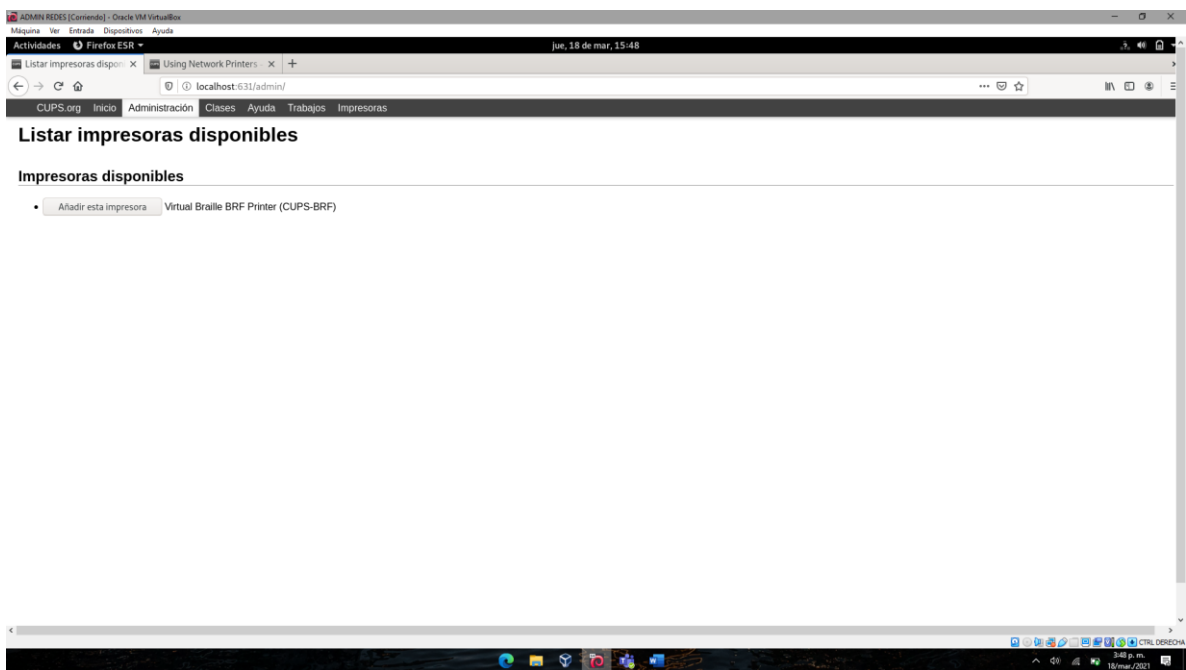 ADMIN REDES [Corriendo] - Oracle VM VirtualBox
Máquina Ver Entrada Dispositivos Ayuda
Actividades Firefox ESR jue, 18 de mar, 15:48
Listar impresoras dispon Using Network Printers -
localhost:631/admin/
CUPS.org Inicio Administración Clases Ayuda Trabajos Impresoras
Listar impresoras disponibles
Impresoras disponibles
Añadir esta impresora Virtual Braille BRF Printer (CUPS-BRF)
CTRL DERECHA
3:48 p. m.
18/mar./2021